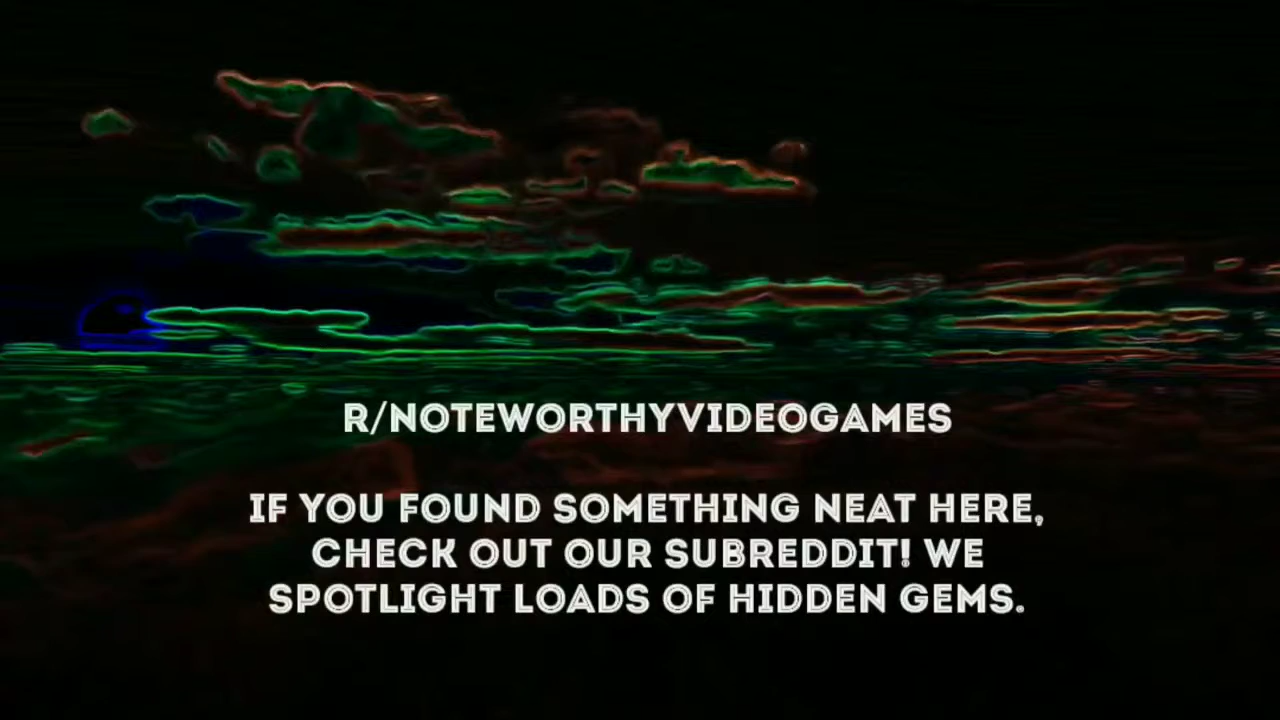 R/NOTEWORTHYVIDEOGAMES
IF YOU FOUND SOMETHING NEAT HERE,
CHECK OUT OUR SUBREDDIT! WE
SPOTLIGHT LOADS OF HIDDEN GEMS.